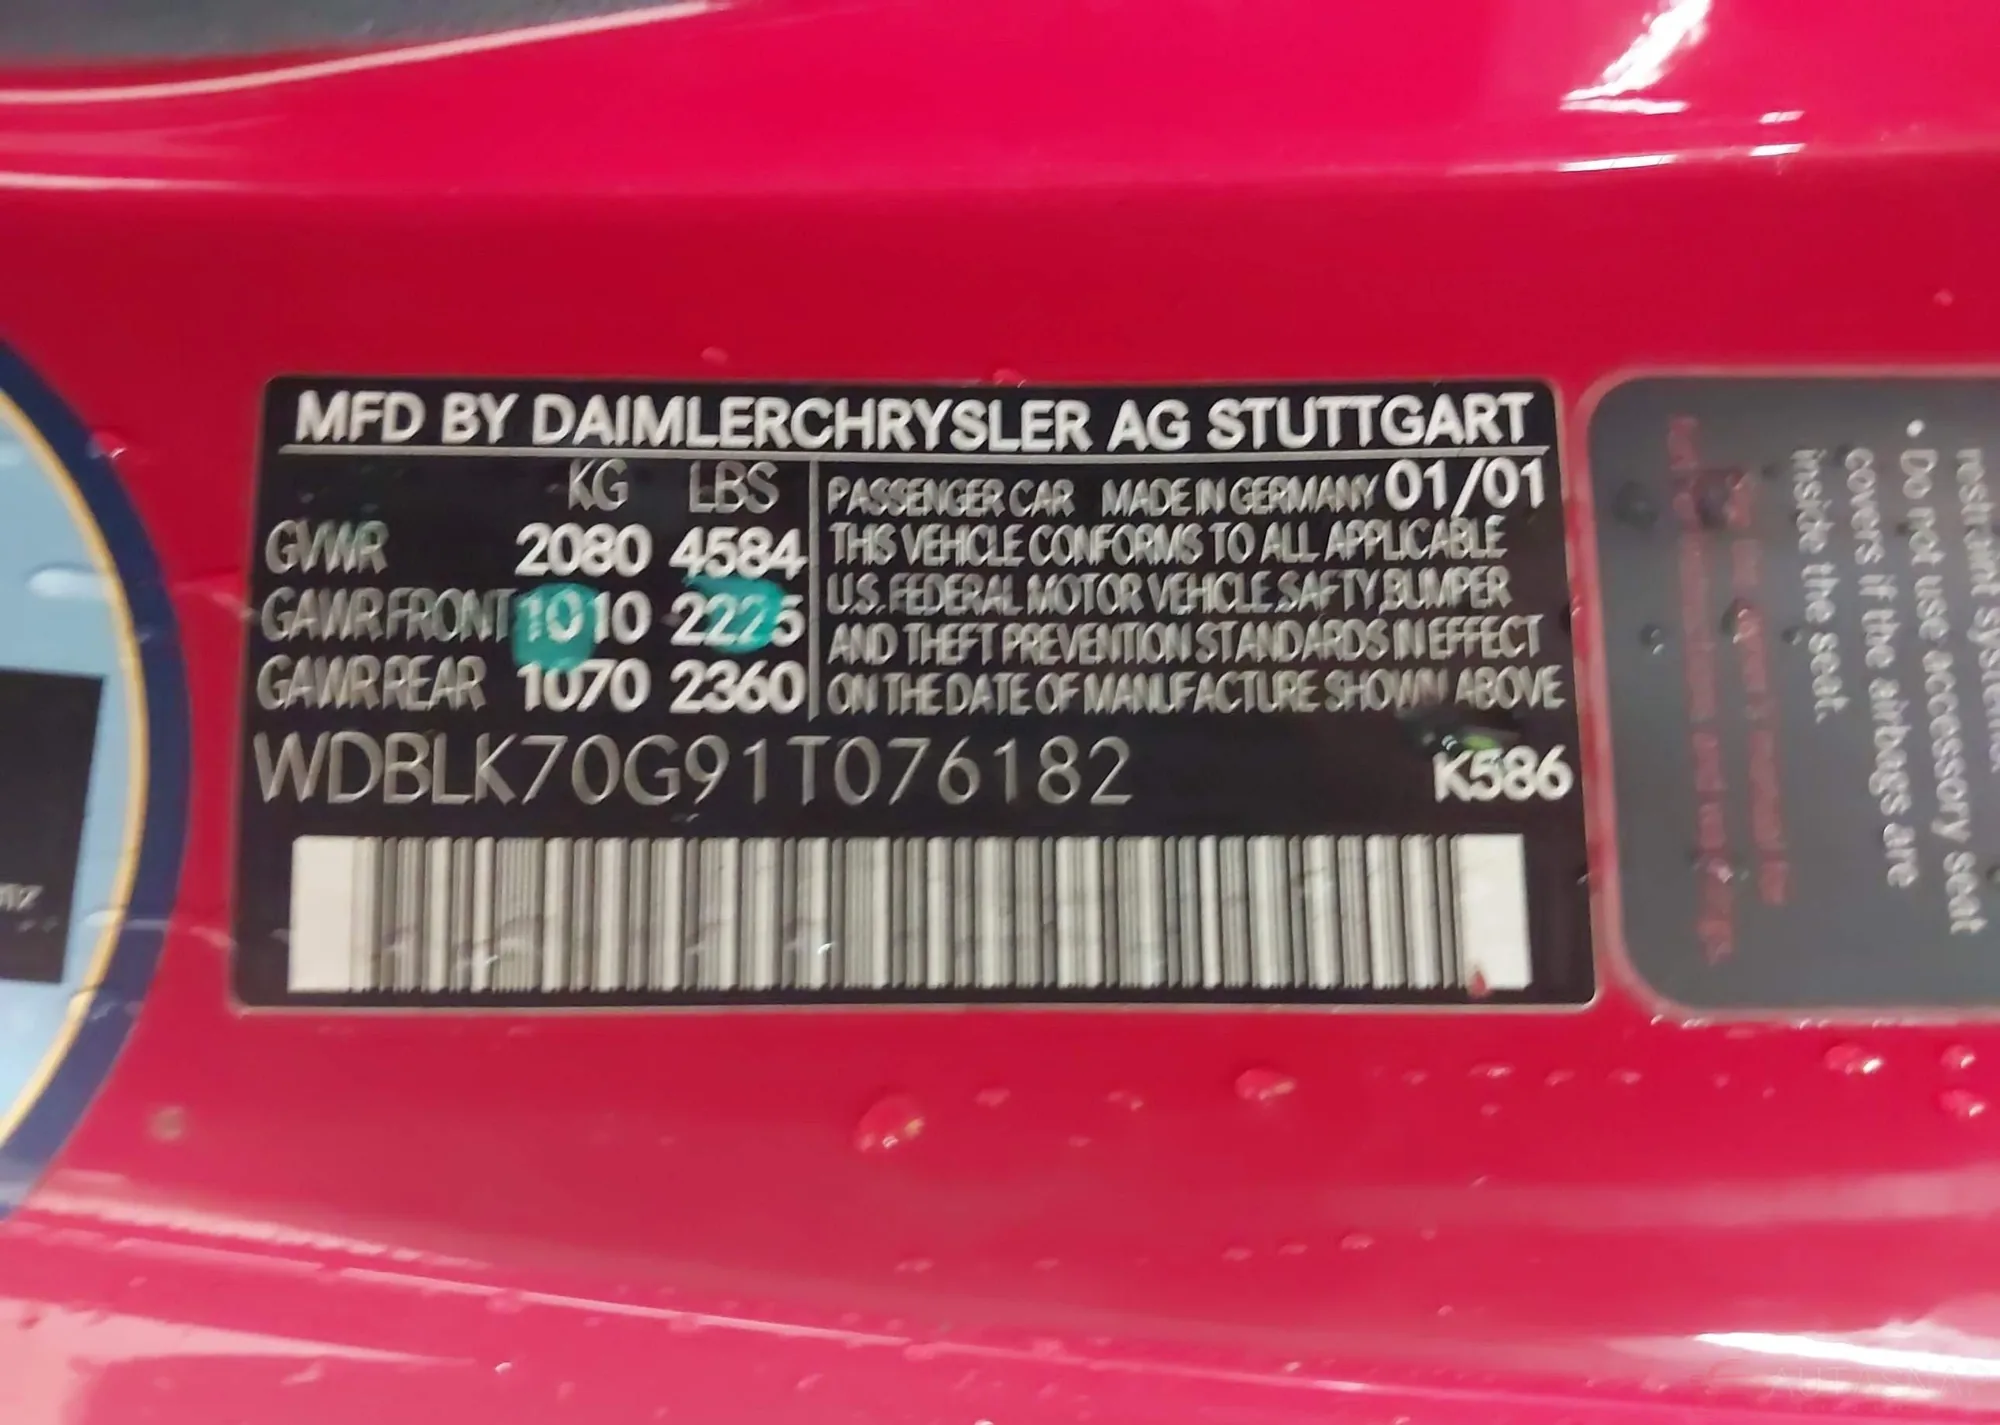 MFD BY DAIMLERCHRYSLER AG STUTTGART
KG LBS
GVWR 2080 4584
GAWR FRONT 1010 2225
GAWR REAR 1070 2360
PASSENGER CAR MADE IN GERMANY 01/01
THIS VEHICLE CONFORMS TO ALL APPLICABLE
U.S. FEDERAL MOTOR VEHICLE SAFTY,BUMPER
AND THEFT PREVENTION STANDARDS IN EFFECT
ON THE DATE OF MANUFACTURE SHOWN ABOVE
WDBLK70G91T076182
K586
restraint system.
• Do not use accessory seat
covers if the airbags are
inside the seat.